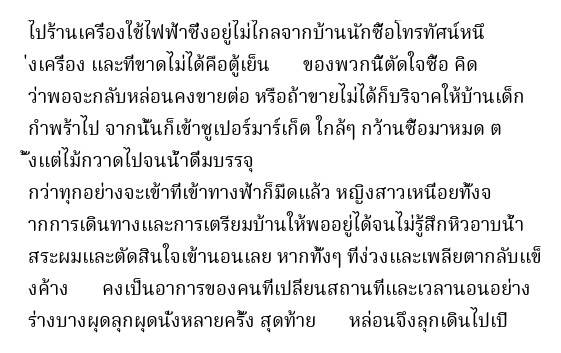 ไปร้านเครื่องใช้ไฟฟ้าซึ่งอยู่ไม่ไกลจากบ้านนักซื้อโทรทัศน์หนึ
่งเครื่อง และที่ขาดไม่ได้คือตู้เย็น ของพวกนี้ตัดใจซื้อ คิด
ว่าพอจะกลับหล่อนคงขายต่อ หรือถ้าขายไม่ได้ก็บริจาคให้บ้านเด็ก
กำพร้าไป จากนั้นก็เข้าซูเปอร์มาร์เก็ต ใกล้ๆ กว้านซื้อมาหมด ต
ั้งแต่ไม้กวาดไปจนน้ำดื่มบรรจุ
กว่าทุกอย่างจะเข้าที่เข้าทางฟ้าก็มืดแล้ว หญิงสาวเหนื่อยทั้งจ
ากการเดินทางและการเตรียมบ้านให้พออยู่ได้จนไม่รู้สึกหิวอาบน้ำ
สระผมและตัดสินใจเข้านอนเลย หากทั้งๆ ที่ง่วงและเพลียตากลับแข็
งค้าง คงเป็นอาการของคนที่เปลี่ยนสถานที่และเวลานอนอย่าง
ร่างบางผุดลุกผุดนั่งหลายครั้ง สุดท้าย หล่อนจึงลุกเดินไปเปิ